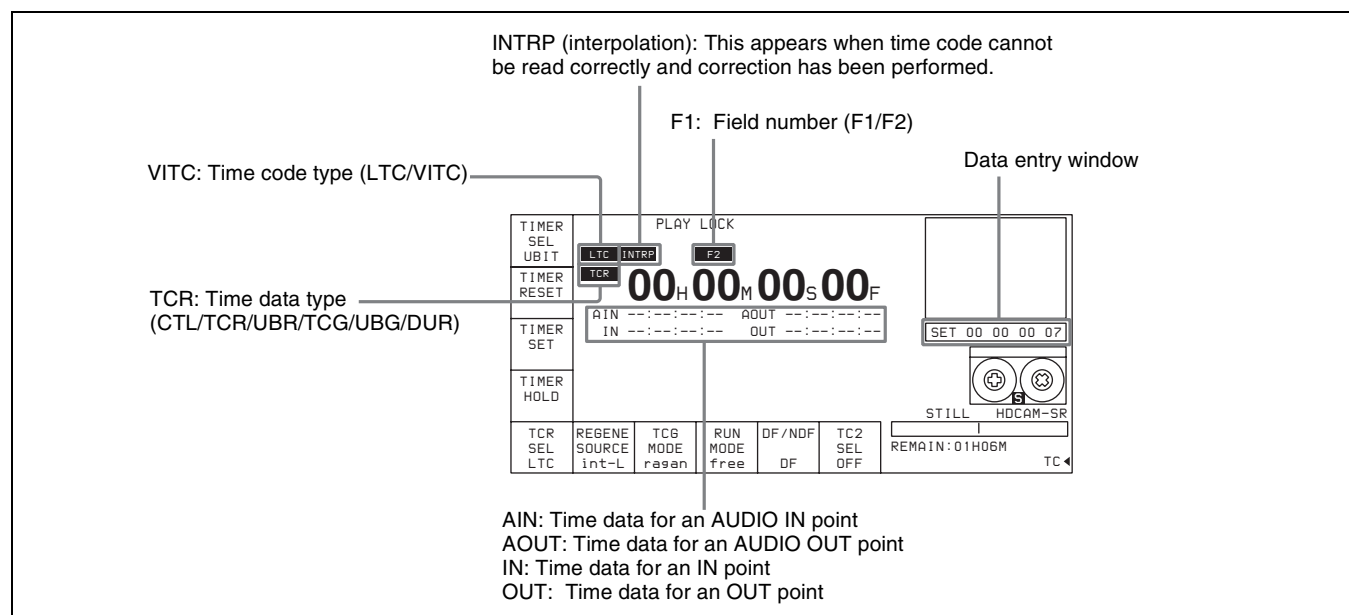 INTRP (interpolation): This appears when time code cannot
be read correctly and correction has been performed.
F1: Field number (F1/F2)
Data entry window
VITC: Time code type (LTC/VITC)
TCR: Time data type
(CTL/TCR/UBR/TCG/UBG/DUR)
TIMER
SEL
UBIT
TIMER
RESET
TIMER
SET
TIMER
HOLD
PLAY LOCK
LTC INTRP F2
TCR
00H 00M 00S 00F
AIN --:--:--:-- AOUT --:--:--:--
IN --:--:--:-- OUT --:--:--:--
SET 00 00 00 07
S
STILL HDCAM-SR
REMAIN:01H06M
TC◀
TCR
SEL
LTC
REGENE
SOURCE
int-L
TCG
MODE
ragan
RUN
MODE
free
DF/NDF
DF
TC2
SEL
OFF
AIN: Time data for an AUDIO IN point
AOUT: Time data for an AUDIO OUT point
IN: Time data for an IN point
OUT: Time data for an OUT point